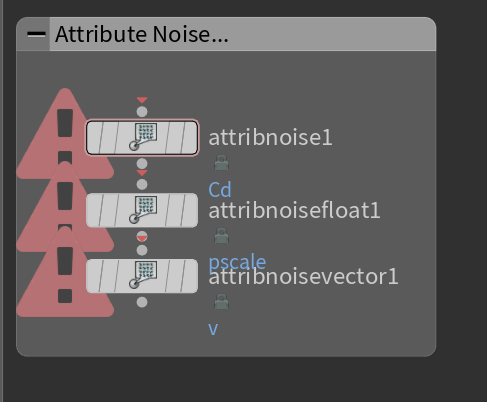 Attribute Noise...
attribnoise1
Cd
attribnoisefloat1
pscale
attribnoisevector1
v